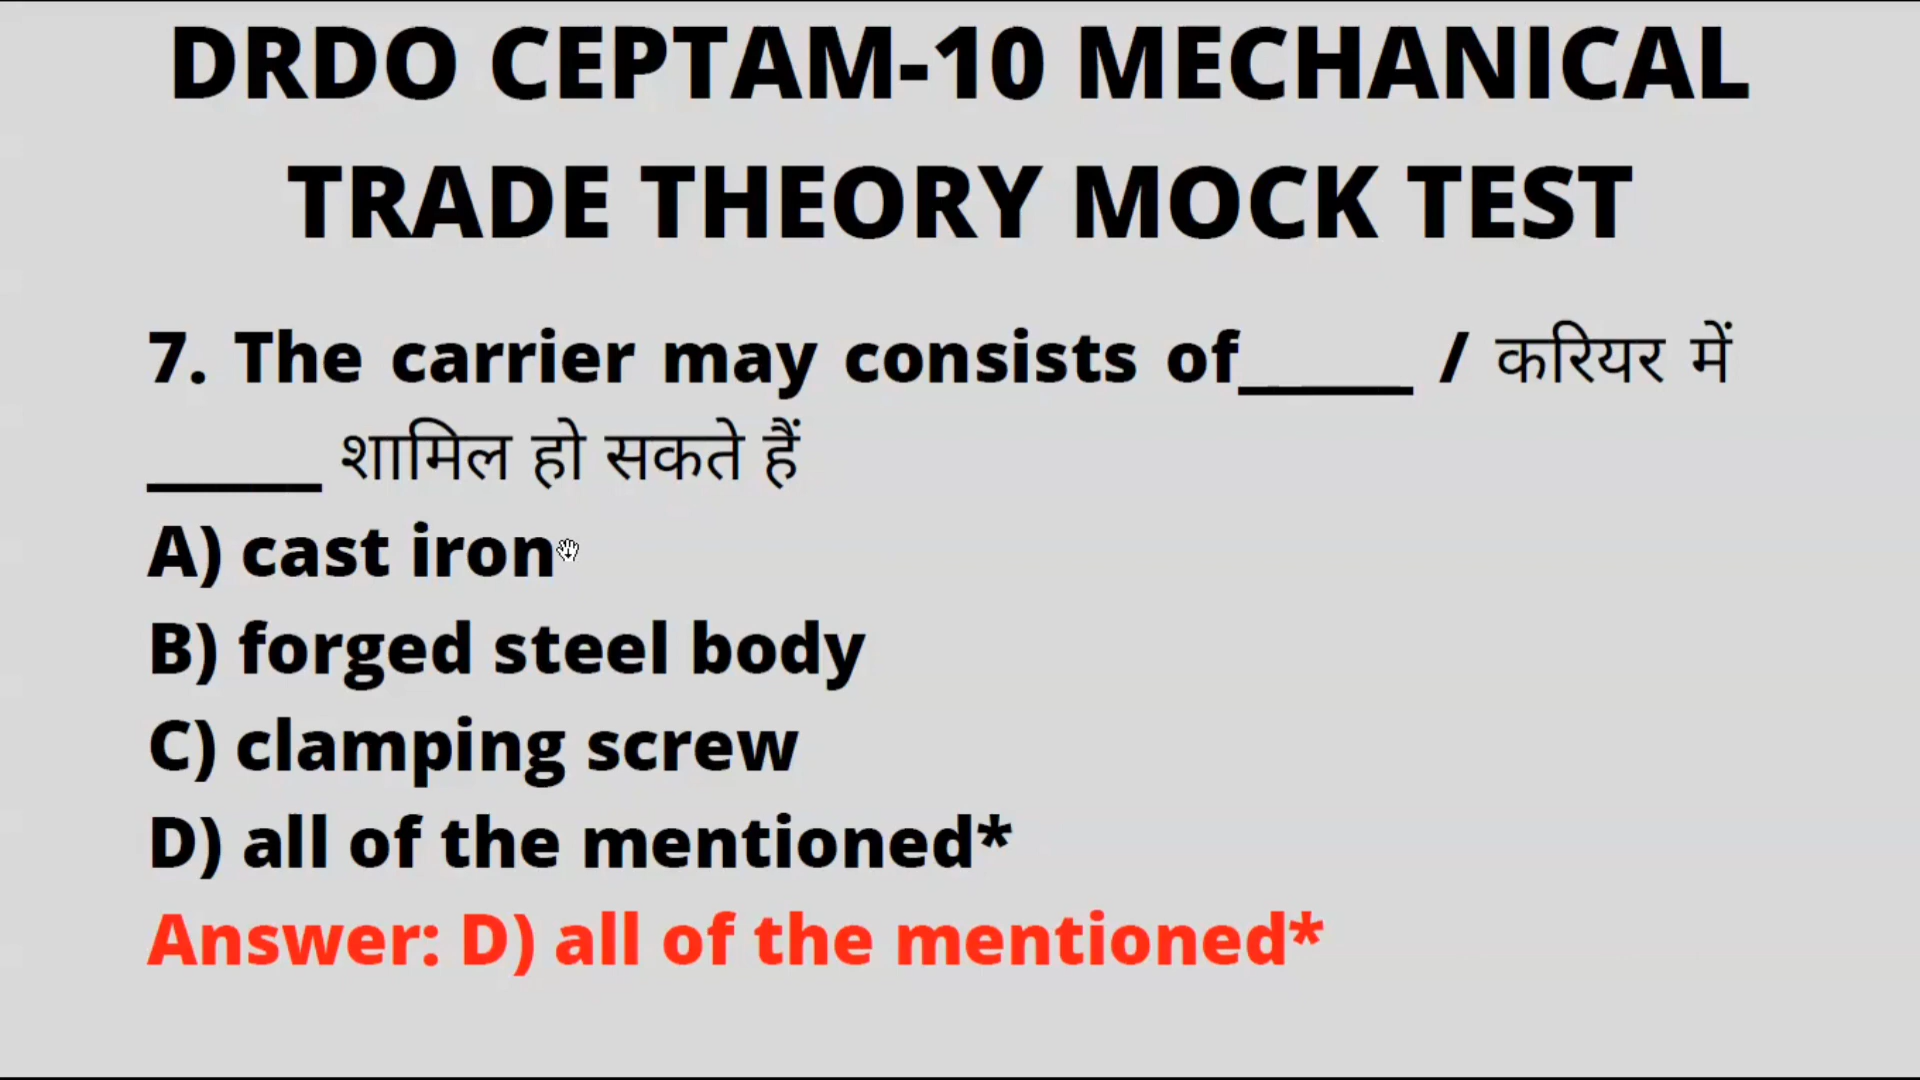 DRDO CEPTAM-10 MECHANICAL
TRADE THEORY MOCK TEST
7. The carrier may consists of_____ / करियर में
_____ शामिल हो सकते हैं
A) cast iron
B) forged steel body
C) clamping screw
D) all of the mentioned*
Answer: D) all of the mentioned*